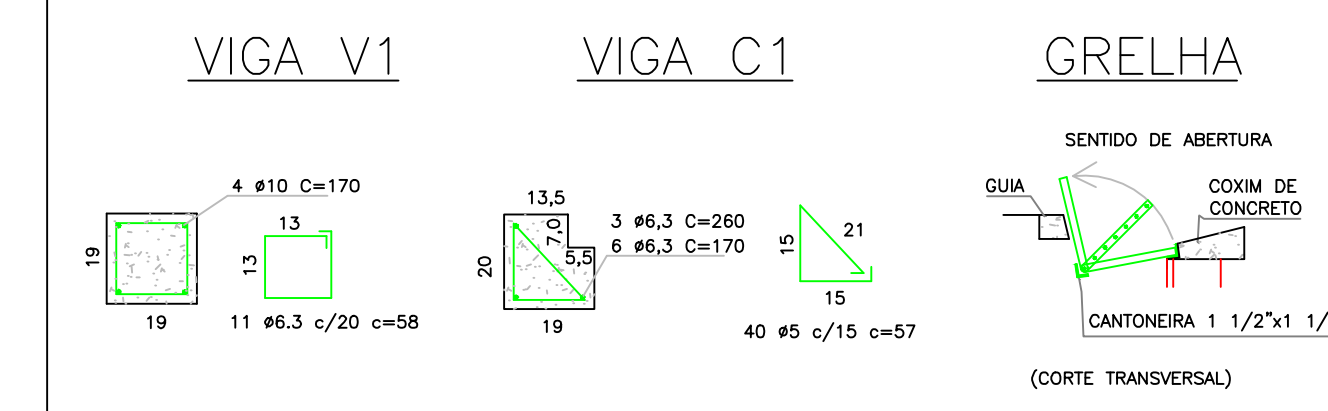 VIGA V1
4 ø10 C=170
19
19
13
13
11 ø6.3 c/20 c=58
VIGA C1
13,5
7,0
5,5
20
19
3 ø6,3 C=260
6 ø6,3 C=170
15
21
15
40 ø5 c/15 c=57
GRELHA
SENTIDO DE ABERTURA
GUIA
COXIM DE
CONCRETO
CANTONEIRA 1 1/2"x1 1/
(CORTE TRANSVERSAL)